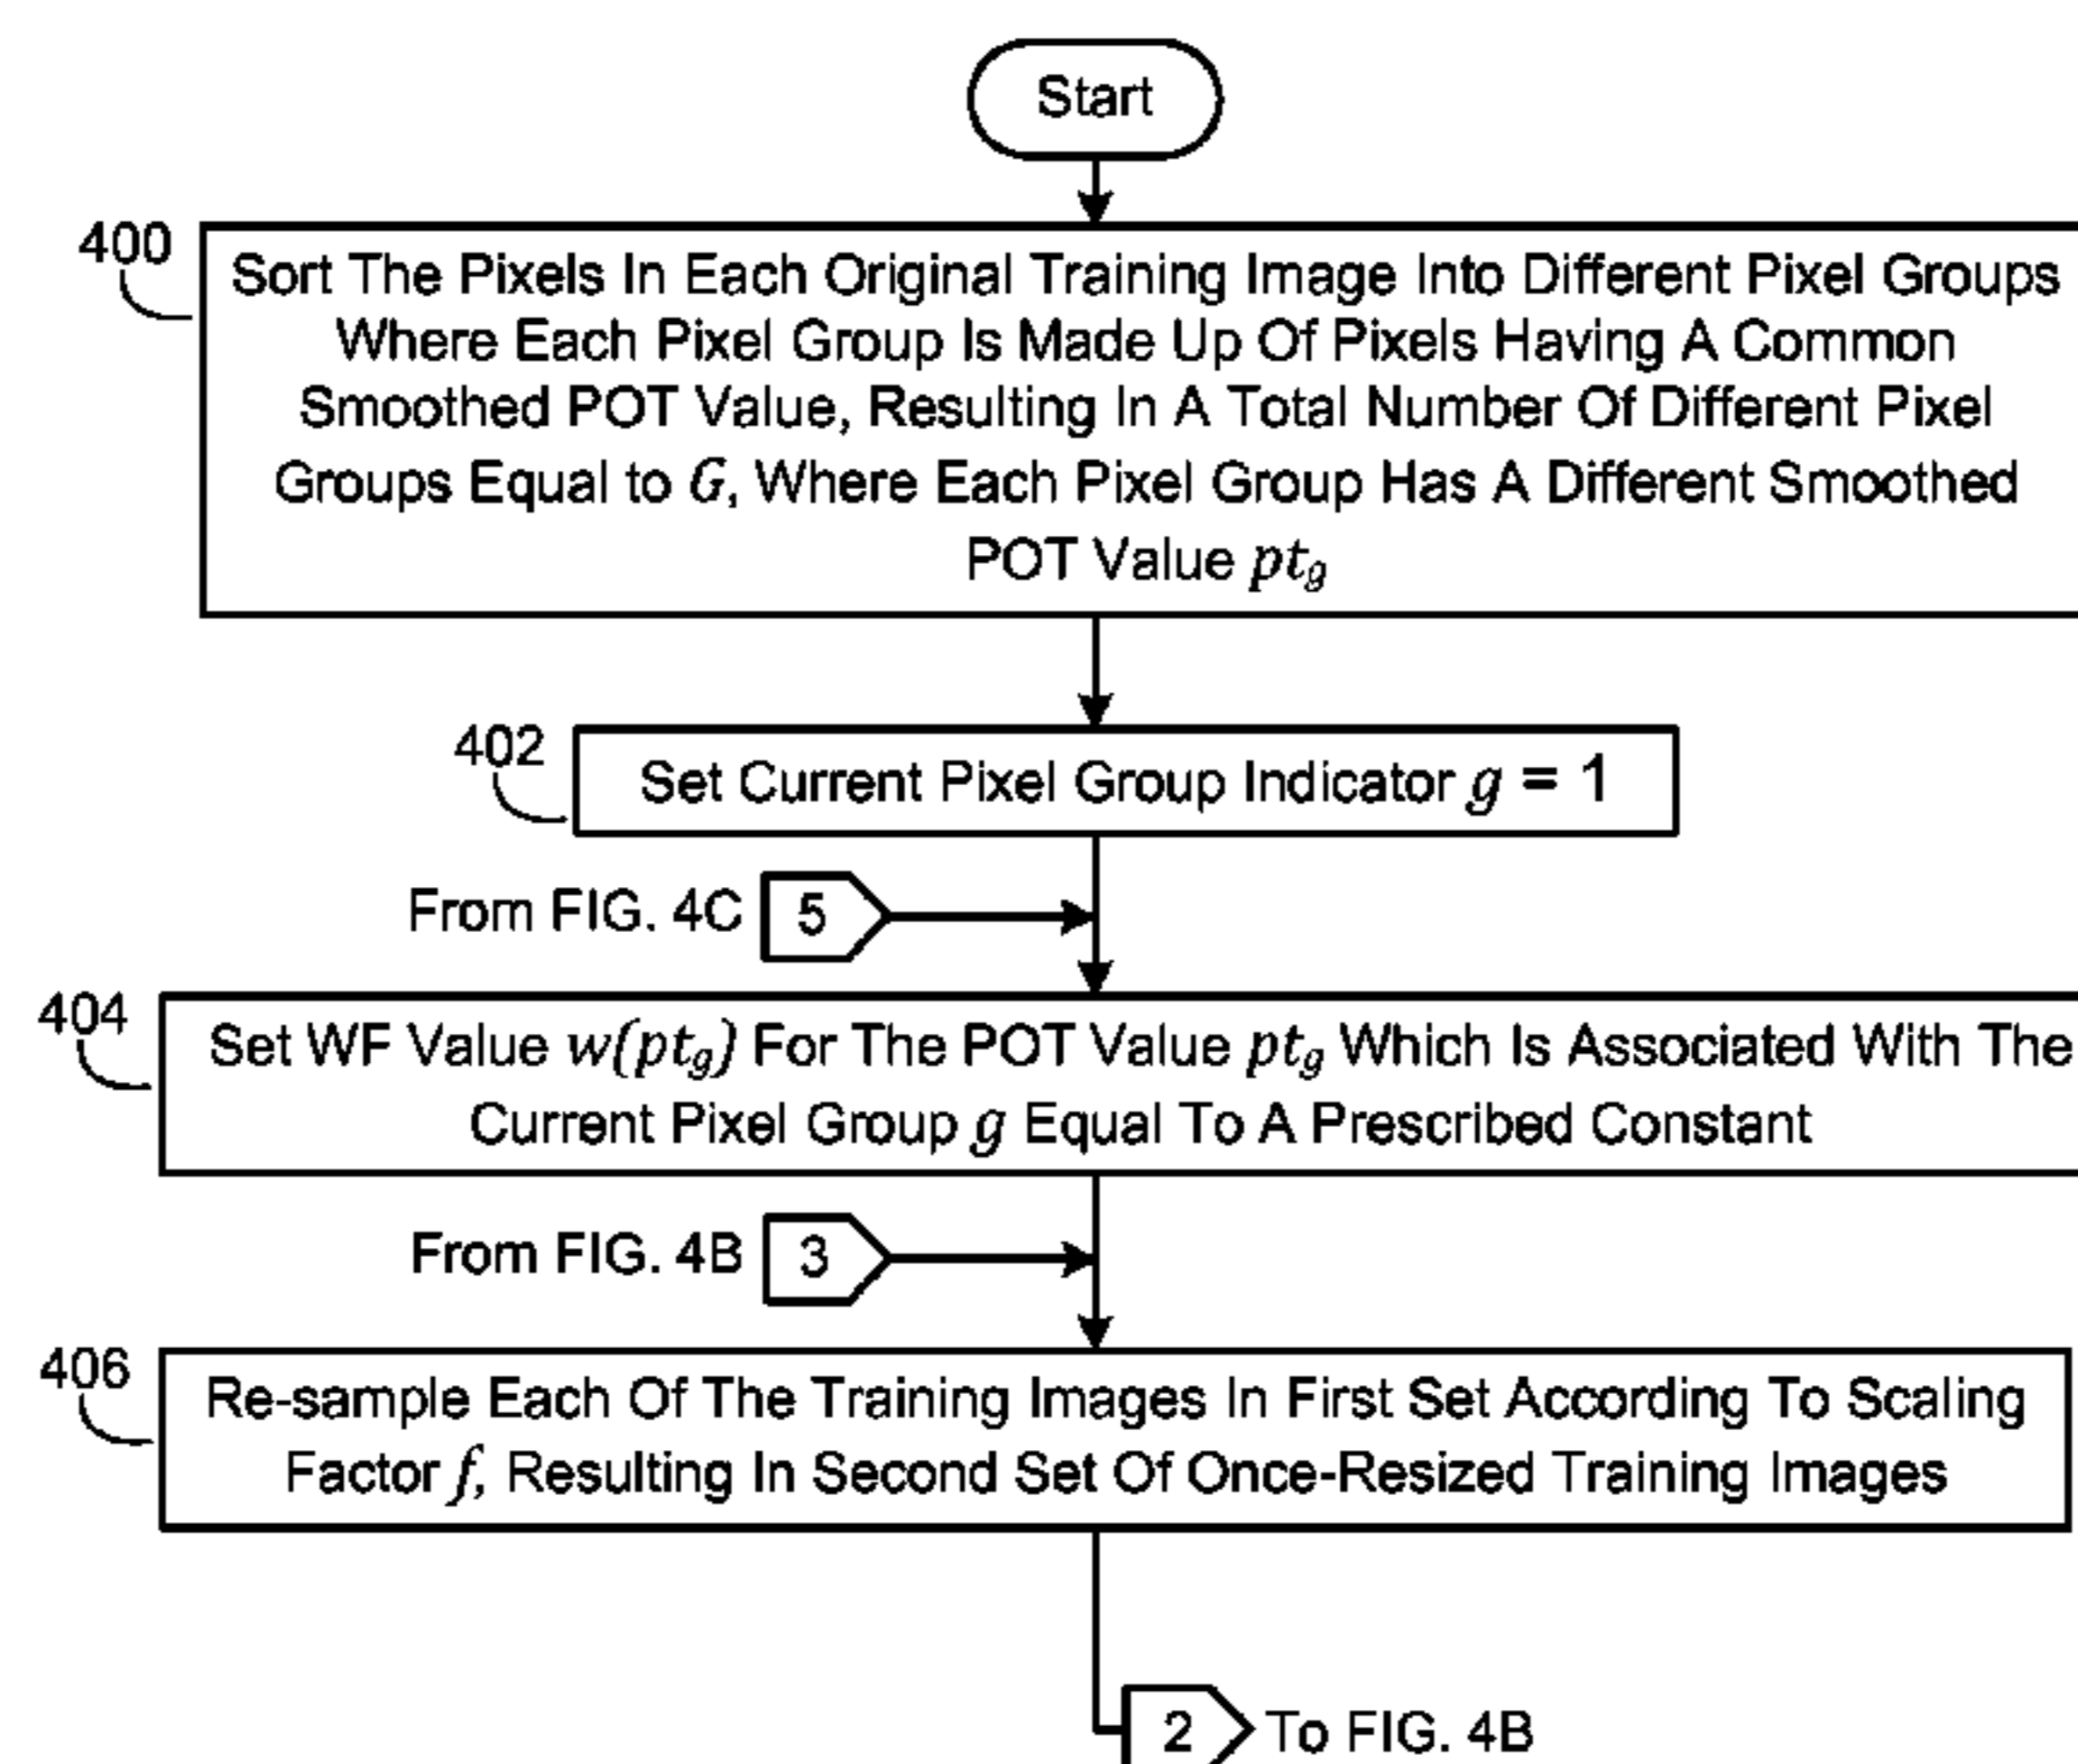 Start
400
Sort The Pixels In Each Original Training Image Into Different Pixel Groups
Where Each Pixel Group Is Made Up Of Pixels Having A Common
Smoothed POT Value, Resulting In A Total Number Of Different Pixel
Groups Equal to G, Where Each Pixel Group Has A Different Smoothed
POT Value ptg
402
Set Current Pixel Group Indicator g = 1
From FIG. 4C
5
404
Set WF Value w(ptg) For The POT Value ptg Which Is Associated With The
Current Pixel Group g Equal To A Prescribed Constant
From FIG. 4B
3
406
Re-sample Each Of The Training Images In First Set According To Scaling
Factor f, Resulting In Second Set Of Once-Resized Training Images
2
To FIG. 4B